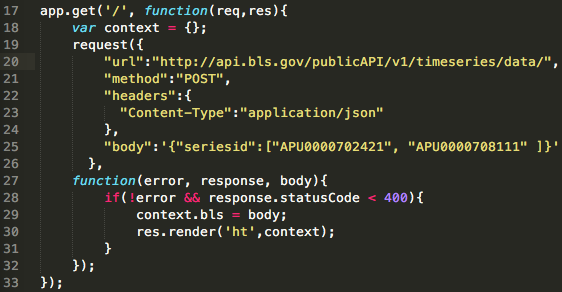 17 app.get('/', function(req,res){
18     var context = {};
19     request({
20         "url":"http://api.bls.gov/publicAPI/v1/timeseries/data/",
21         "method":"POST",
22         "headers":{
23           "Content-Type":"application/json"
24         },
25         "body":'{"seriesid":["APU0000702421", "APU0000708111" ]}'
26       },
27     function(error, response, body){
28         if(!error && response.statusCode < 400){
29             context.bls = body;
30             res.render('ht',context);
31         }
32     });
33 });